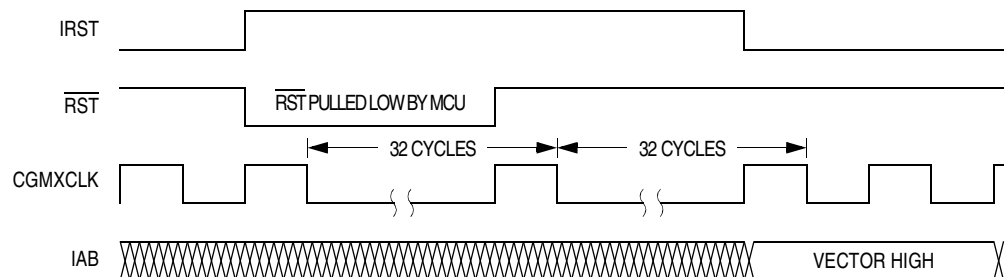 IRST
RST
RST PULLED LOW BY MCU
32 CYCLES
32 CYCLES
CGMXCLK
IAB
VECTOR HIGH